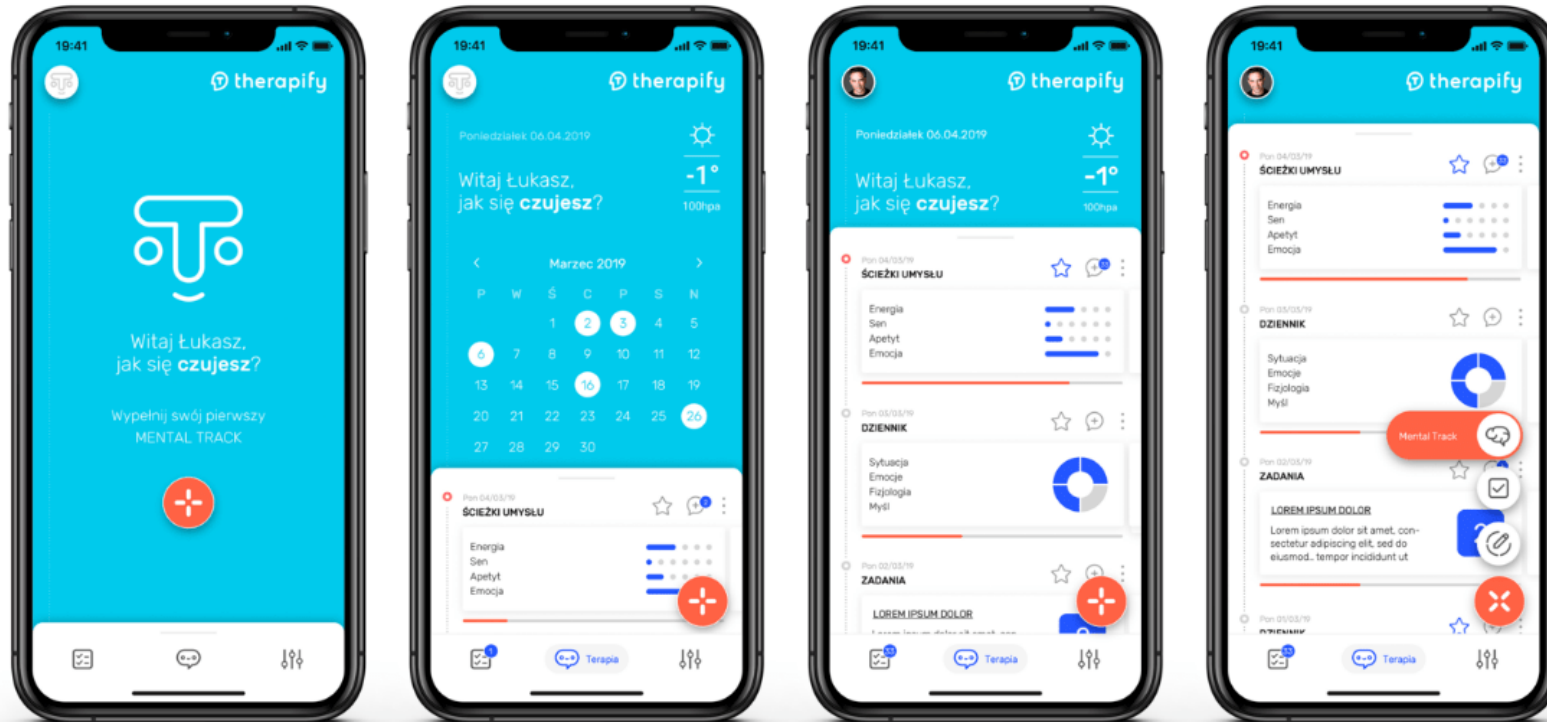 19:41
therapify
Witaj Łukasz,
jak się czujesz?
Wypełnij swój pierwszy
MENTAL TRACK
19:41
therapify
Poniedziałek 06.04.2019
-1°
100hpa
Witaj Łukasz,
jak się czujesz?
Marzec 2019
P W Ś C P S N
1 2 3 4 5
6 7 8 9 10 11 12
13 14 15 16 17 18 19
20 21 22 23 24 25 26
27 28 29 30
Pon 04/03/19
ŚCIEŻKI UMYSŁU
3
Energia
Sen
Apetyt
Emocja
1
Terapia
19:41
therapify
Poniedziałek 06.04.2019
-1°
100hpa
Witaj Łukasz,
jak się czujesz?
Pon 04/03/19
ŚCIEŻKI UMYSŁU
33
Energia
Sen
Apetyt
Emocja
Pon 03/03/19
DZIENNIK
Sytuacja
Emocje
Fizjologia
Myśl
Pon 02/03/19
ZADANIA
LOREM IPSUM DOLOR
33
Terapia
19:41
therapify
Pon 04/03/19
ŚCIEŻKI UMYSŁU
33
Energia
Sen
Apetyt
Emocja
Pon 03/03/19
DZIENNIK
Sytuacja
Emocje
Fizjologia
Myśl
Mental Track
Pon 02/03/19
ZADANIA
LOREM IPSUM DOLOR
Lorem ipsum dolor sit amet, con-
sectetur adipiscing elit, sed do
eiusmod.. tempor incididunt ut
Pon 01/03/19
DZIENNIK
33
Terapia